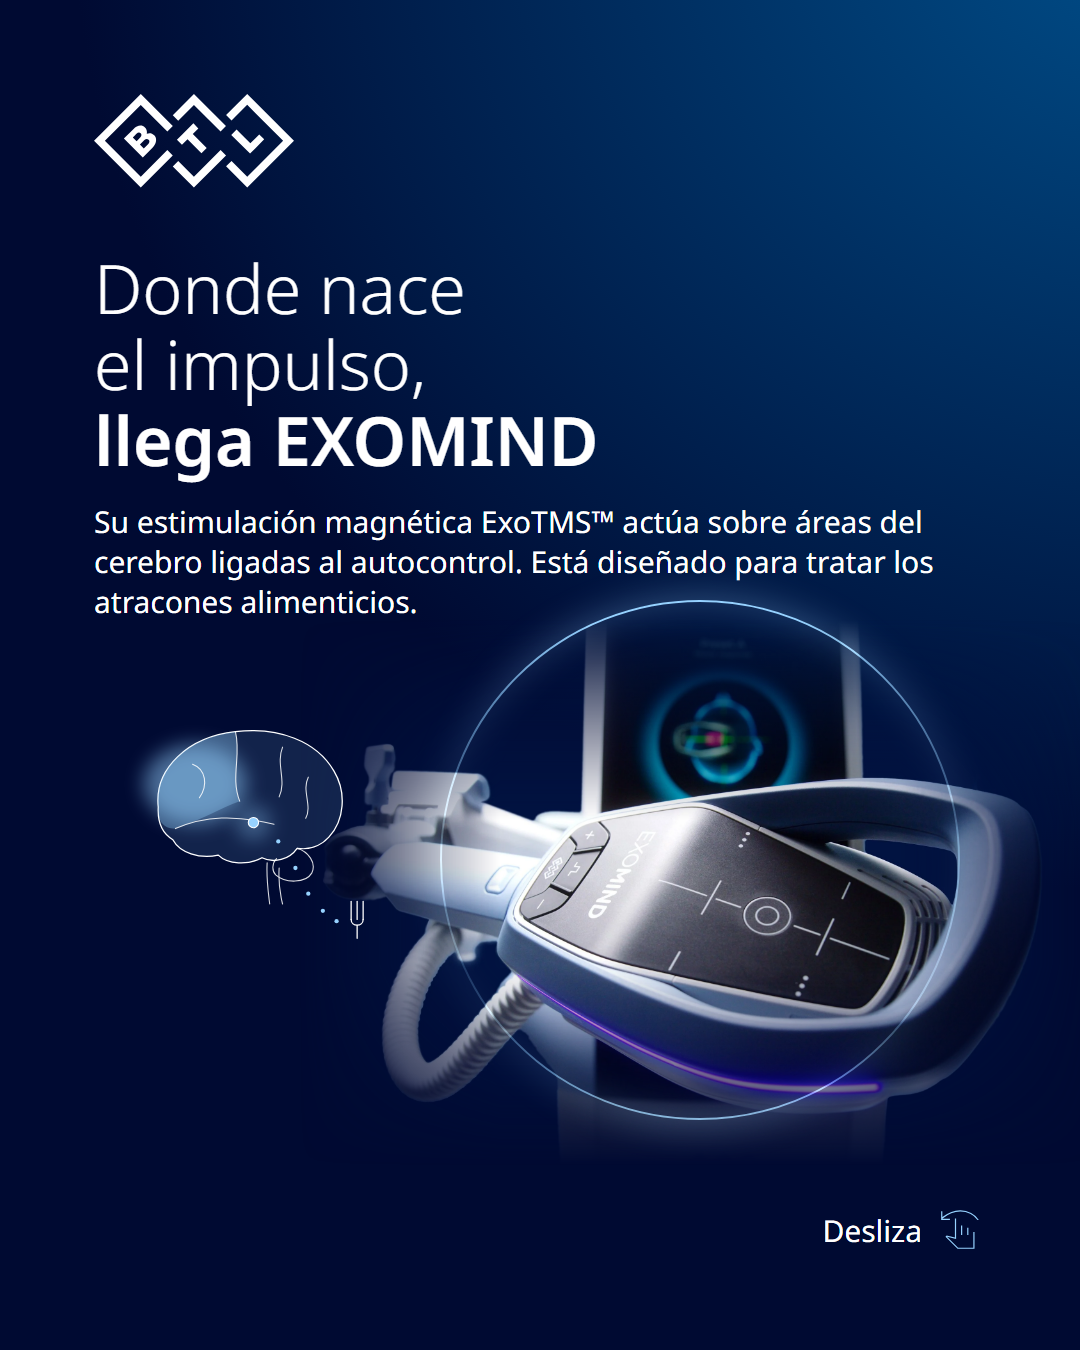 BTL
Donde nace
el impulso,
llega EXOMIND
Su estimulación magnética ExoTMS™ actúa sobre áreas del
cerebro ligadas al autocontrol. Está diseñado para tratar los
atracones alimenticios.
EXOMIND
Desliza